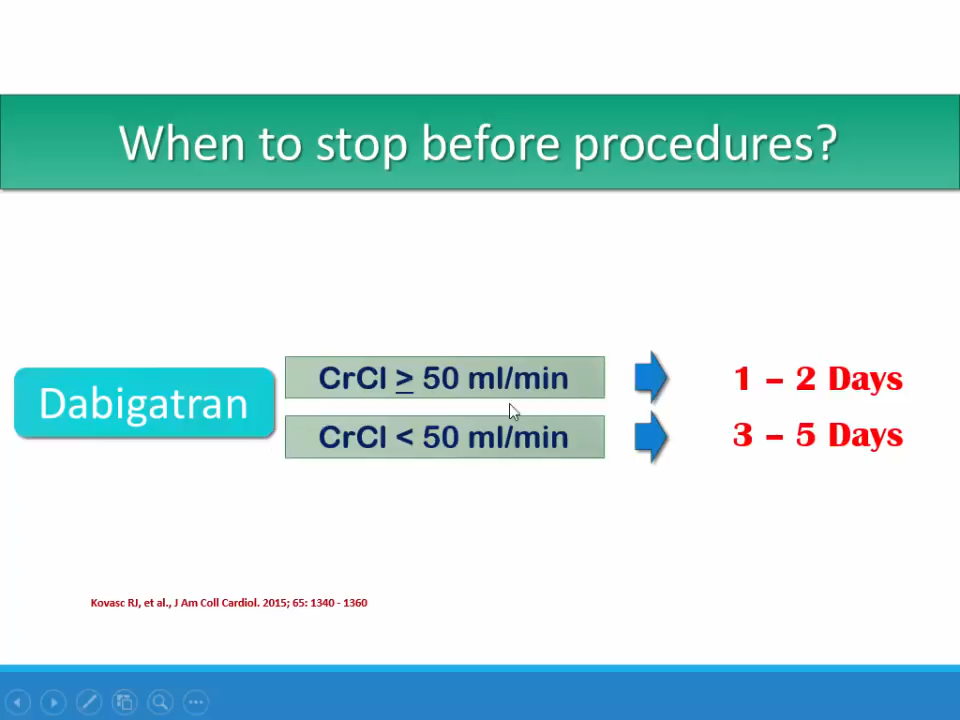 When to stop before procedures?
Dabigatran
CrCl ≥ 50 ml/min
1 – 2 Days
CrCl < 50 ml/min
3 – 5 Days
Kovasc RJ, et al., J Am Coll Cardiol. 2015; 65: 1340 - 1360